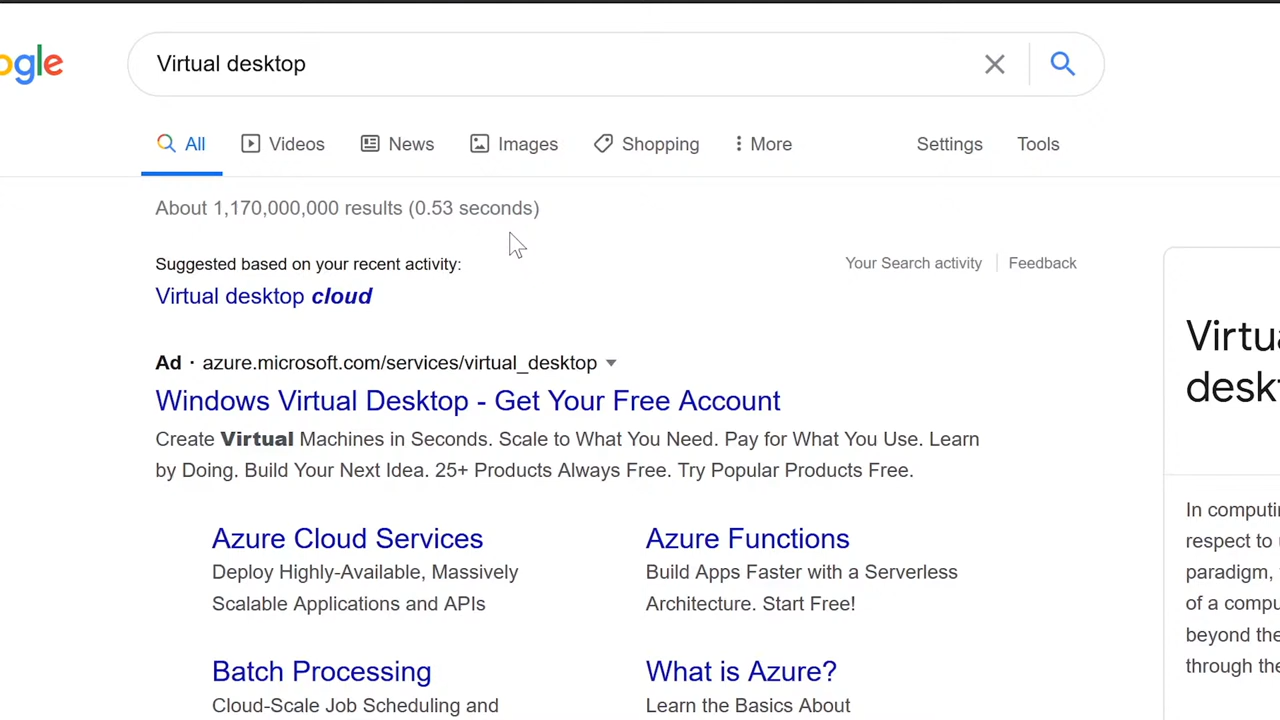 ogle
Virtual desktop
All Videos News Images Shopping More Settings Tools
About 1,170,000,000 results (0.53 seconds)
Suggested based on your recent activity:
Your Search activity Feedback
Virtual desktop cloud
Ad · azure.microsoft.com/services/virtual_desktop
Windows Virtual Desktop - Get Your Free Account
Create Virtual Machines in Seconds. Scale to What You Need. Pay for What You Use. Learn
by Doing. Build Your Next Idea. 25+ Products Always Free. Try Popular Products Free.
Azure Cloud Services
Deploy Highly-Available, Massively
Scalable Applications and APIs
Azure Functions
Build Apps Faster with a Serverless
Architecture. Start Free!
Batch Processing
Cloud-Scale Job Scheduling and
What is Azure?
Learn the Basics About
Virtu
desk
In computi
respect to
paradigm,
of a compu
beyond the
through the